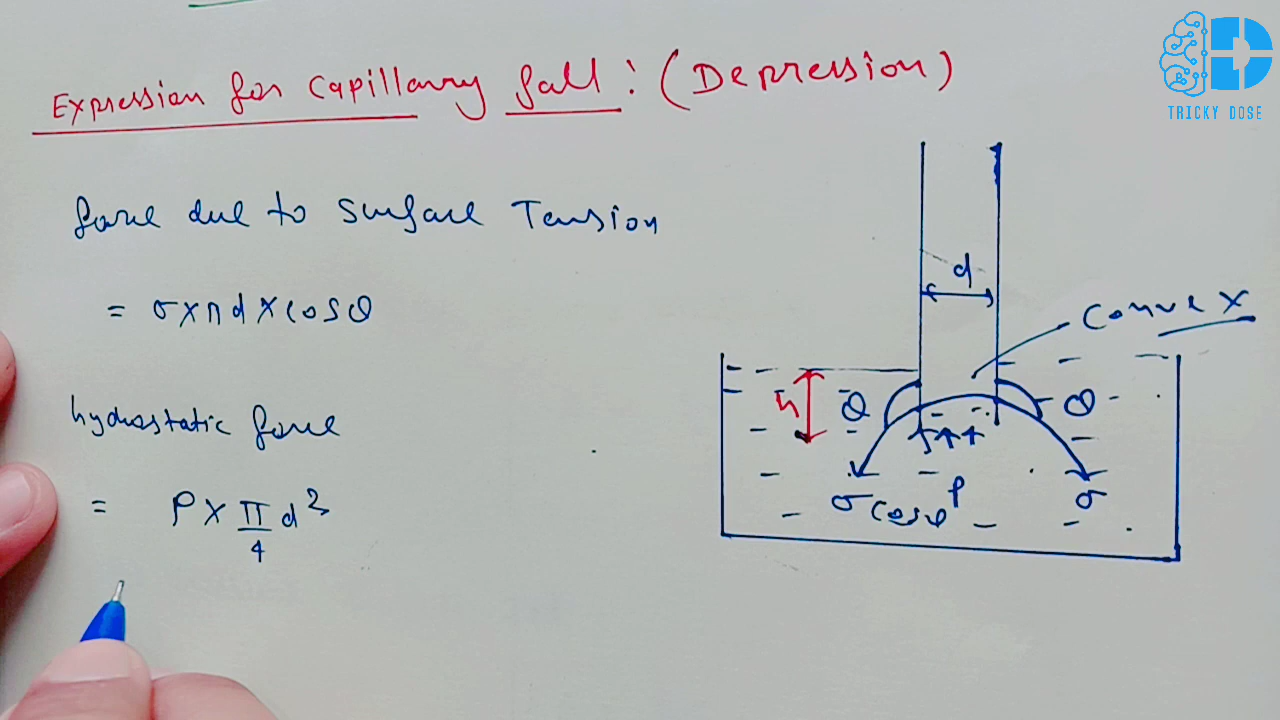 TRICKY DOSE
Expression for Capillary fall : (Depression)
force due to Surface Tension
= σ x π d x cos θ
hydrostatic force
= P x π/4 d²
d
Convex
h
θ
θ
P
σ cos θ
σ